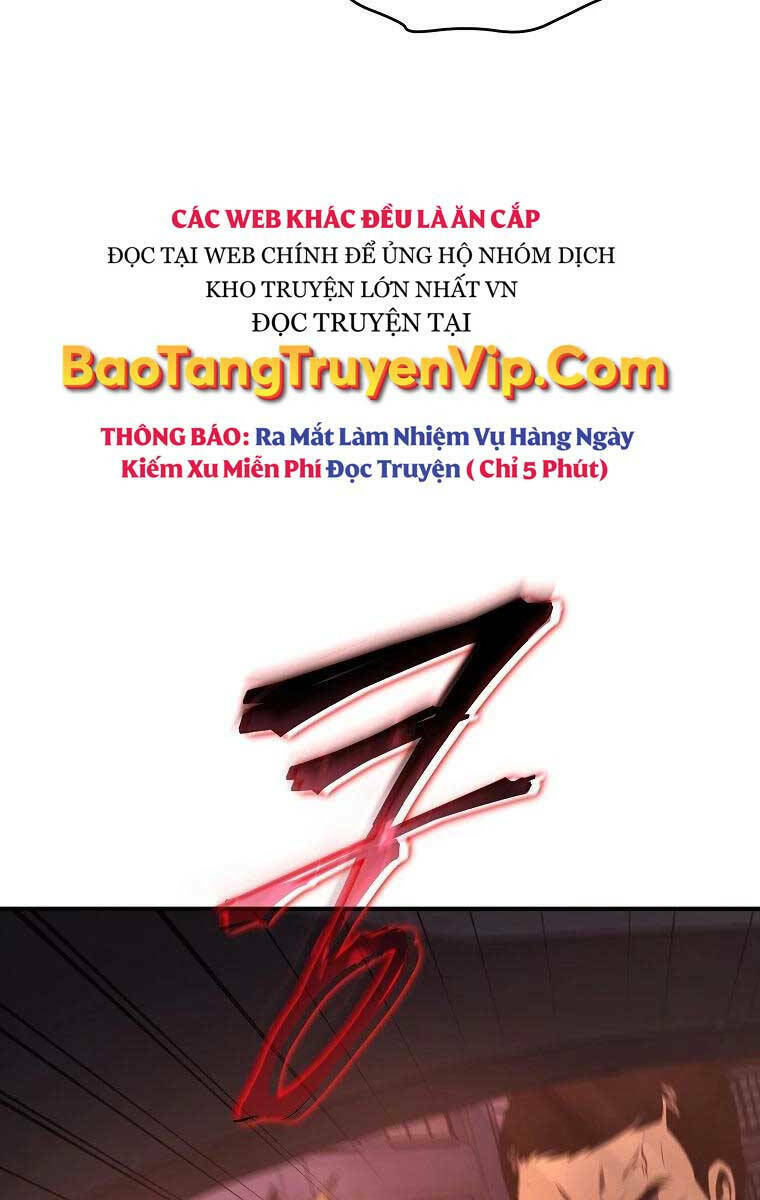 CÁC WEB KHÁC ĐỀU LÀ ĂN CẮP
ĐỌC TẠI WEB CHÍNH ĐỂ ỦNG HỘ NHÓM DỊCH
KHO TRUYỆN LỚN NHẤT VN
ĐỌC TRUYỆN TẠI
BaoTangTruyenVip.Com
THÔNG BÁO: Ra Mắt Làm Nhiệm Vụ Hàng Ngày
Kiếm Xu Miễn Phí Đọc Truyện ( Chỉ 5 Phút)